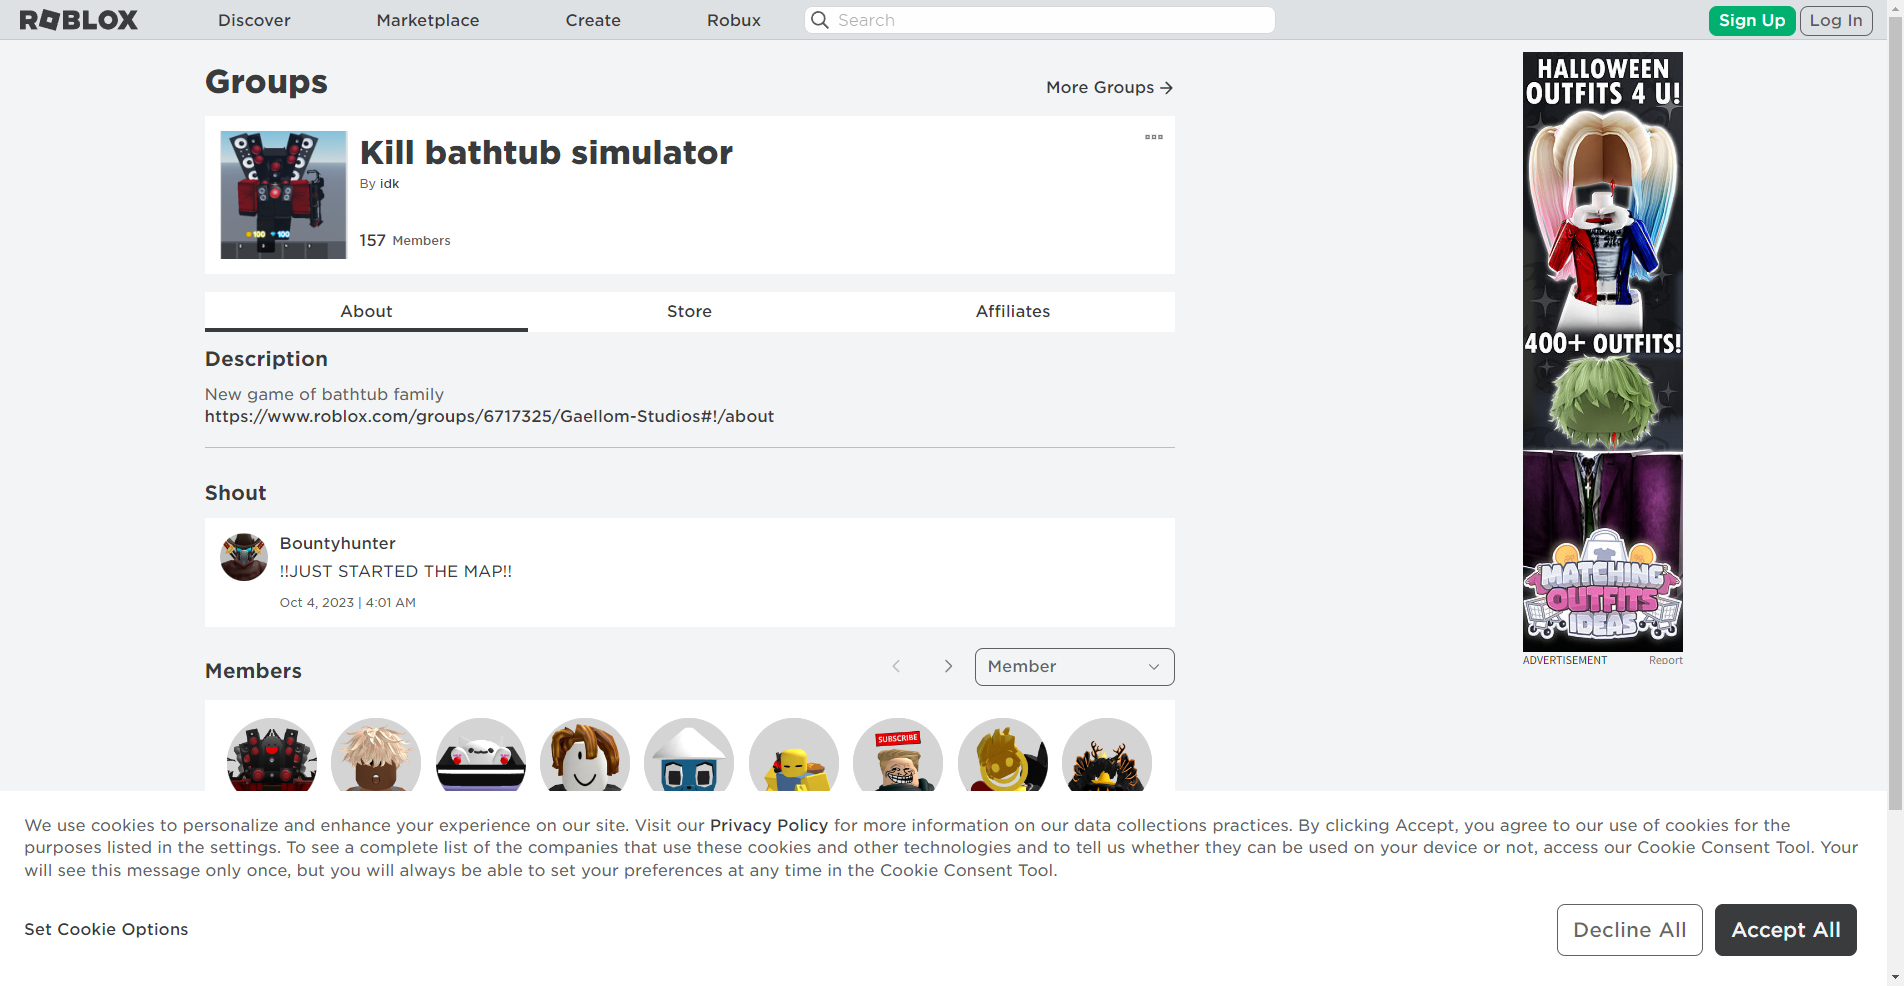 ROBLOX
Discover
Marketplace
Create
Robux
Search
Sign Up
Log In
Groups
More Groups →
Kill bathtub simulator
By idk
157 Members
100 100
About
Store
Affiliates
Description
New game of bathtub family
https://www.roblox.com/groups/6717325/Gaellom-Studios#!/about
Shout
Bountyhunter
!!JUST STARTED THE MAP!!
Oct 4, 2023 | 4:01 AM
Members
Member
SUBSCRIBE
HALLOWEEN
OUTFITS 4 U!
400+ OUTFITS!
MATCHING
OUTFITS
IDEAS
ADVERTISEMENT
Report
We use cookies to personalize and enhance your experience on our site. Visit our Privacy Policy for more information on our data collections practices. By clicking Accept, you agree to our use of cookies for the
purposes listed in the settings. To see a complete list of the companies that use these cookies and other technologies and to tell us whether they can be used on your device or not, access our Cookie Consent Tool. Your
will see this message only once, but you will always be able to set your preferences at any time in the Cookie Consent Tool.
Set Cookie Options
Decline All
Accept All